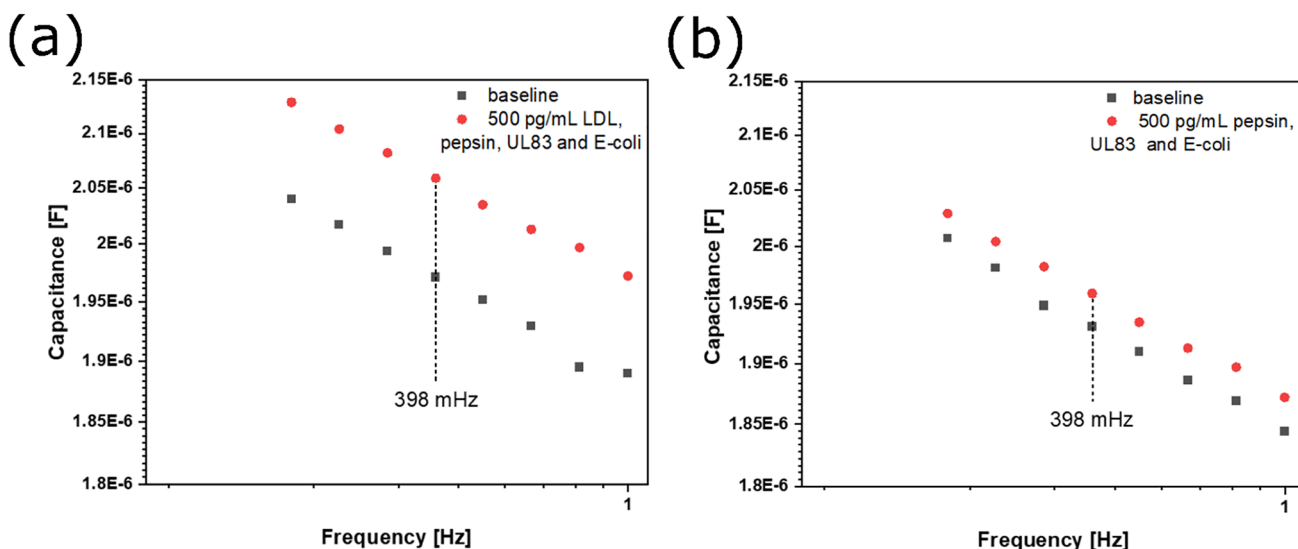 (a)
2.15E-6
2.1E-6
2.05E-6
2E-6
1.95E-6
1.9E-6
1.85E-6
1.8E-6
Capacitance [F]
baseline
500 pg/mL LDL,
pepsin, UL83 and E-coli
398 mHz
1
Frequency [Hz]
(b)
2.15E-6
2.1E-6
2.05E-6
2E-6
1.95E-6
1.9E-6
1.85E-6
1.8E-6
Capacitance [F]
baseline
500 pg/mL pepsin,
UL83 and E-coli
398 mHz
1
Frequency [Hz]